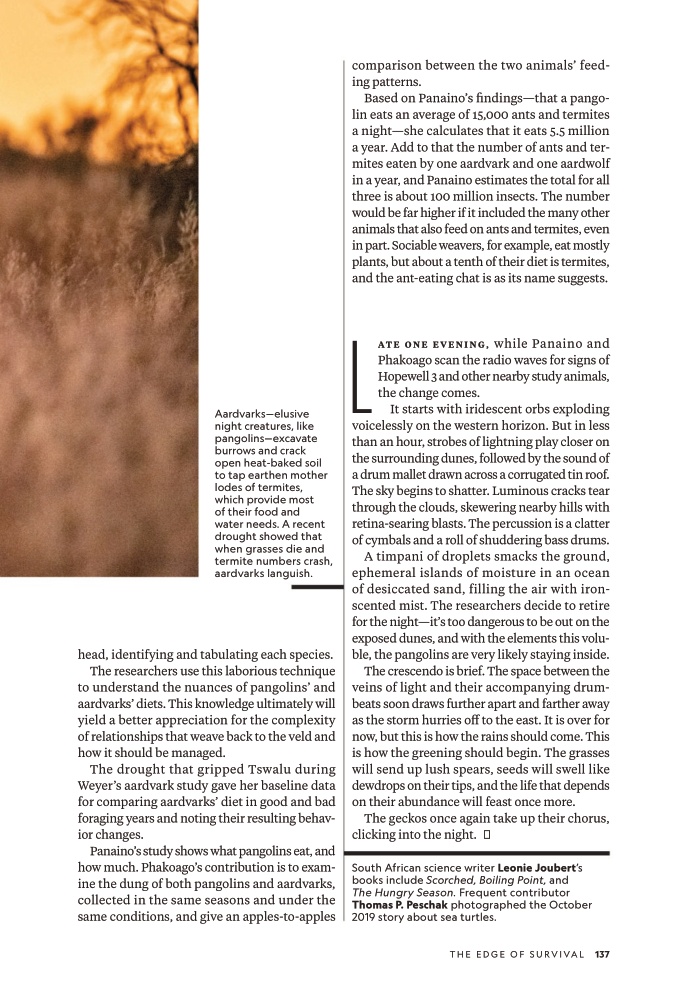 Aardvarks—elusive
night creatures, like
pangolins—excavate
burrows and crack
open heat-baked soil
to tap earthen mother
lodes of termites,
which provide most
of their food and
water needs. A recent
drought showed that
when grasses die and
termite numbers crash,
aardvarks languish.
head, identifying and tabulating each species.
The researchers use this laborious technique
to understand the nuances of pangolins’ and
aardvarks’ diets. This knowledge ultimately will
yield a better appreciation for the complexity
of relationships that weave back to the veld and
how it should be managed.
The drought that gripped Tswalu during
Weyer’s aardvark study gave her baseline data
for comparing aardvarks’ diet in good and bad
foraging years and noting their resulting behav-
ior changes.
Panaino’s study shows what pangolins eat, and
how much. Phakoago’s contribution is to exam-
ine the dung of both pangolins and aardvarks,
collected in the same seasons and under the
same conditions, and give an apples-to-apples
comparison between the two animals’ feed-
ing patterns.
Based on Panaino’s findings—that a pango-
lin eats an average of 15,000 ants and termites
a night—she calculates that it eats 5.5 million
a year. Add to that the number of ants and ter-
mites eaten by one aardvark and one aardwolf
in a year, and Panaino estimates the total for all
three is about 100 million insects. The number
would be far higher if it included the many other
animals that also feed on ants and termites, even
in part. Sociable weavers, for example, eat mostly
plants, but about a tenth of their diet is termites,
and the ant-eating chat is as its name suggests.
LATE ONE EVENING, while Panaino and
Phakoago scan the radio waves for signs of
Hopewell 3 and other nearby study animals,
the change comes.
It starts with iridescent orbs exploding
voicelessly on the western horizon. But in less
than an hour, strobes of lightning play closer on
the surrounding dunes, followed by the sound of
a drum mallet drawn across a corrugated tin roof.
The sky begins to shatter. Luminous cracks tear
through the clouds, skewering nearby hills with
retina-searing blasts. The percussion is a clatter
of cymbals and a roll of shuddering bass drums.
A timpani of droplets smacks the ground,
ephemeral islands of moisture in an ocean
of desiccated sand, filling the air with iron-
scented mist. The researchers decide to retire
for the night—it’s too dangerous to be out on the
exposed dunes, and with the elements this volu-
ble, the pangolins are very likely staying inside.
The crescendo is brief. The space between the
veins of light and their accompanying drum-
beats soon draws further apart and farther away
as the storm hurries off to the east. It is over for
now, but this is how the rains should come. This
is how the greening should begin. The grasses
will send up lush spears, seeds will swell like
dewdrops on their tips, and the life that depends
on their abundance will feast once more.
The geckos once again take up their chorus,
clicking into the night. □
South African science writer Leonie Joubert’s
books include Scorched, Boiling Point, and
The Hungry Season. Frequent contributor
Thomas P. Peschak photographed the October
2019 story about sea turtles.
THE EDGE OF SURVIVAL 137